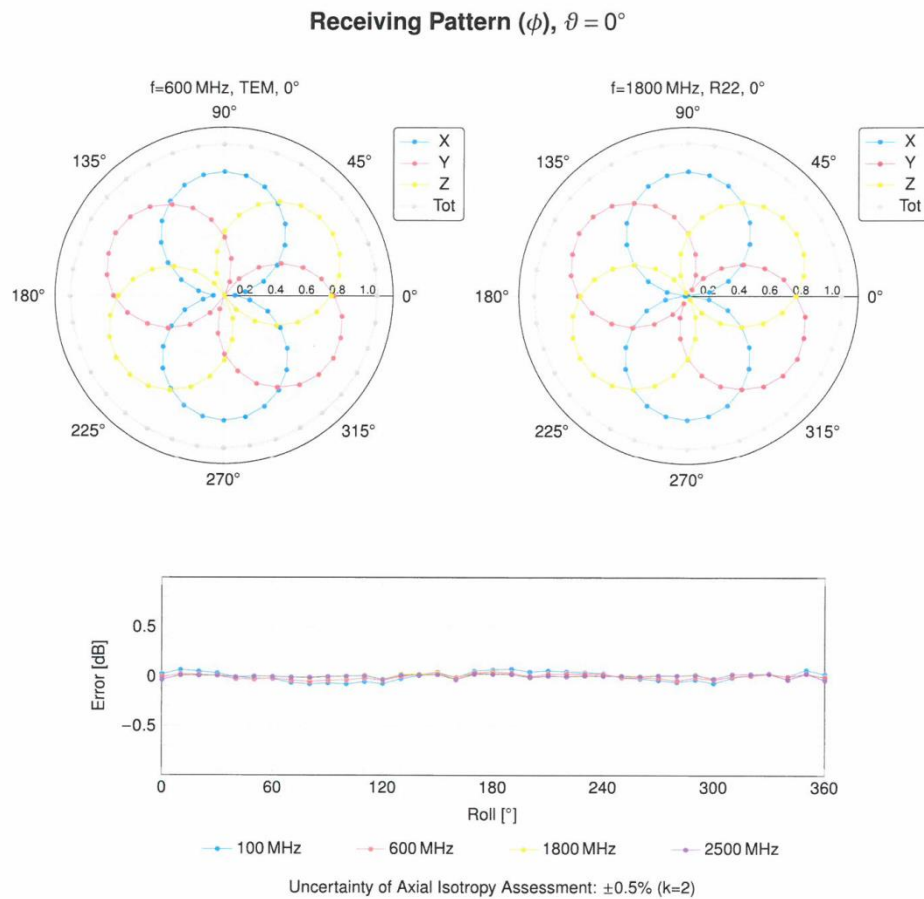 Receiving Pattern (ϕ), ϑ = 0°
f=600 MHz, TEM, 0°
90°
135°
45°
180°
0°
225°
315°
270°
0.2 0.4 0.6 0.8 1.0
X
Y
Z
Tot
f=1800 MHz, R22, 0°
90°
135°
45°
180°
0°
225°
315°
270°
0.2 0.4 0.6 0.8 1.0
X
Y
Z
Tot
Error [dB]
0.5
0
−0.5
0 60 120 180 240 300 360
Roll [°]
100 MHz 600 MHz 1800 MHz 2500 MHz
Uncertainty of Axial Isotropy Assessment: ±0.5% (k=2)